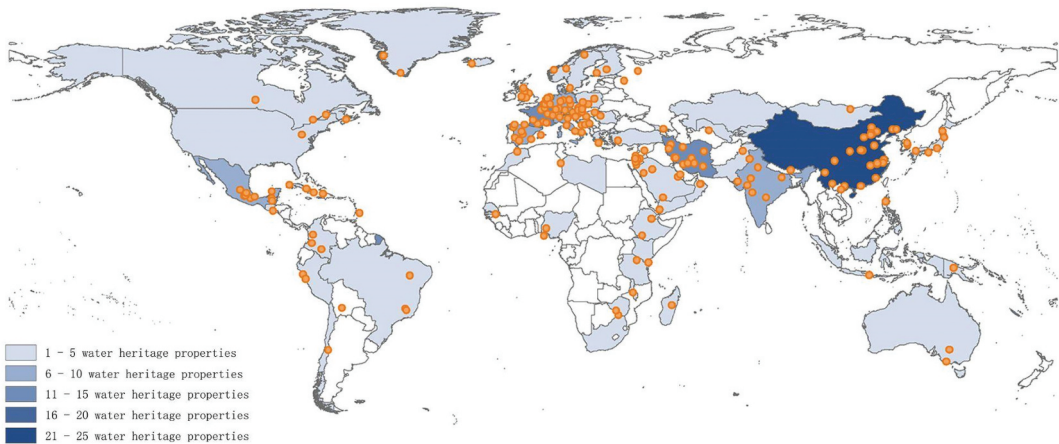 1 - 5 water heritage properties
6 - 10 water heritage properties
11 - 15 water heritage properties
16 - 20 water heritage properties
21 - 25 water heritage properties